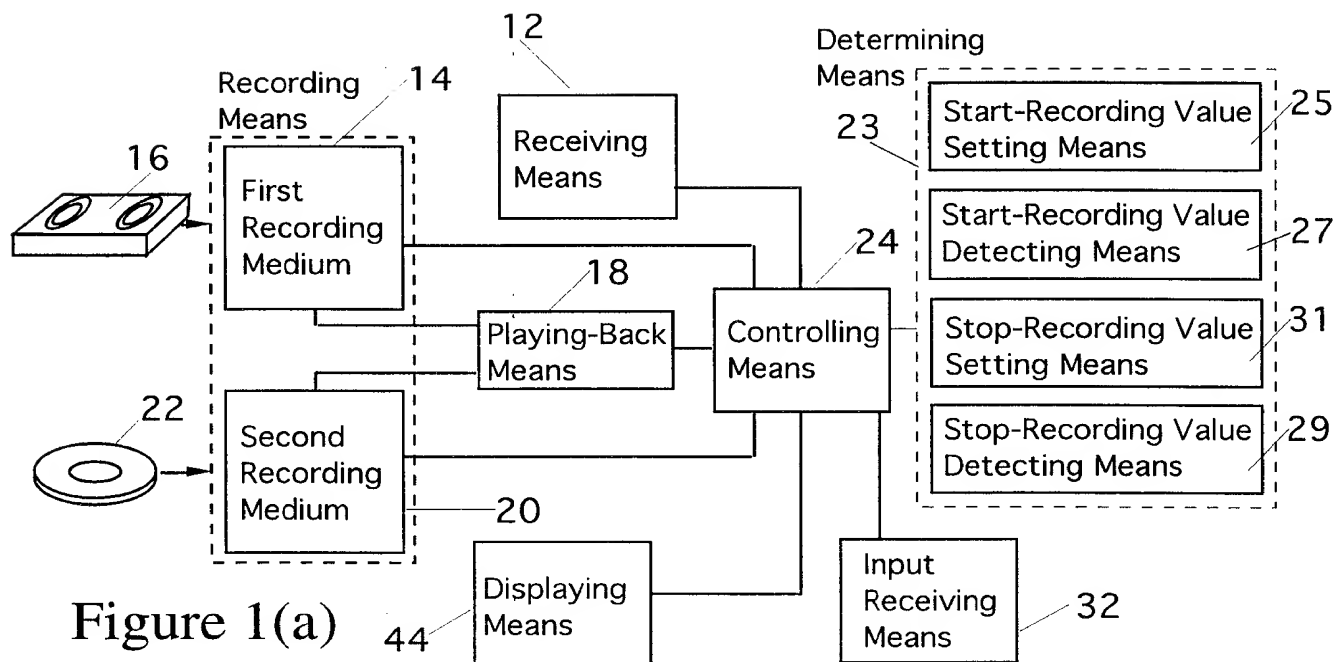 12
Determining
Means
Recording
Means
14
Receiving
Means
23
Start-Recording Value
Setting Means
25
16
First
Recording
Medium
Start-Recording Value
Detecting Means
27
24
18
Playing-Back
Means
Controlling
Means
Stop-Recording Value
Setting Means
31
22
Second
Recording
Medium
20
Stop-Recording Value
Detecting Means
29
Displaying
Means
44
Input
Receiving
Means
32
Figure 1(a)